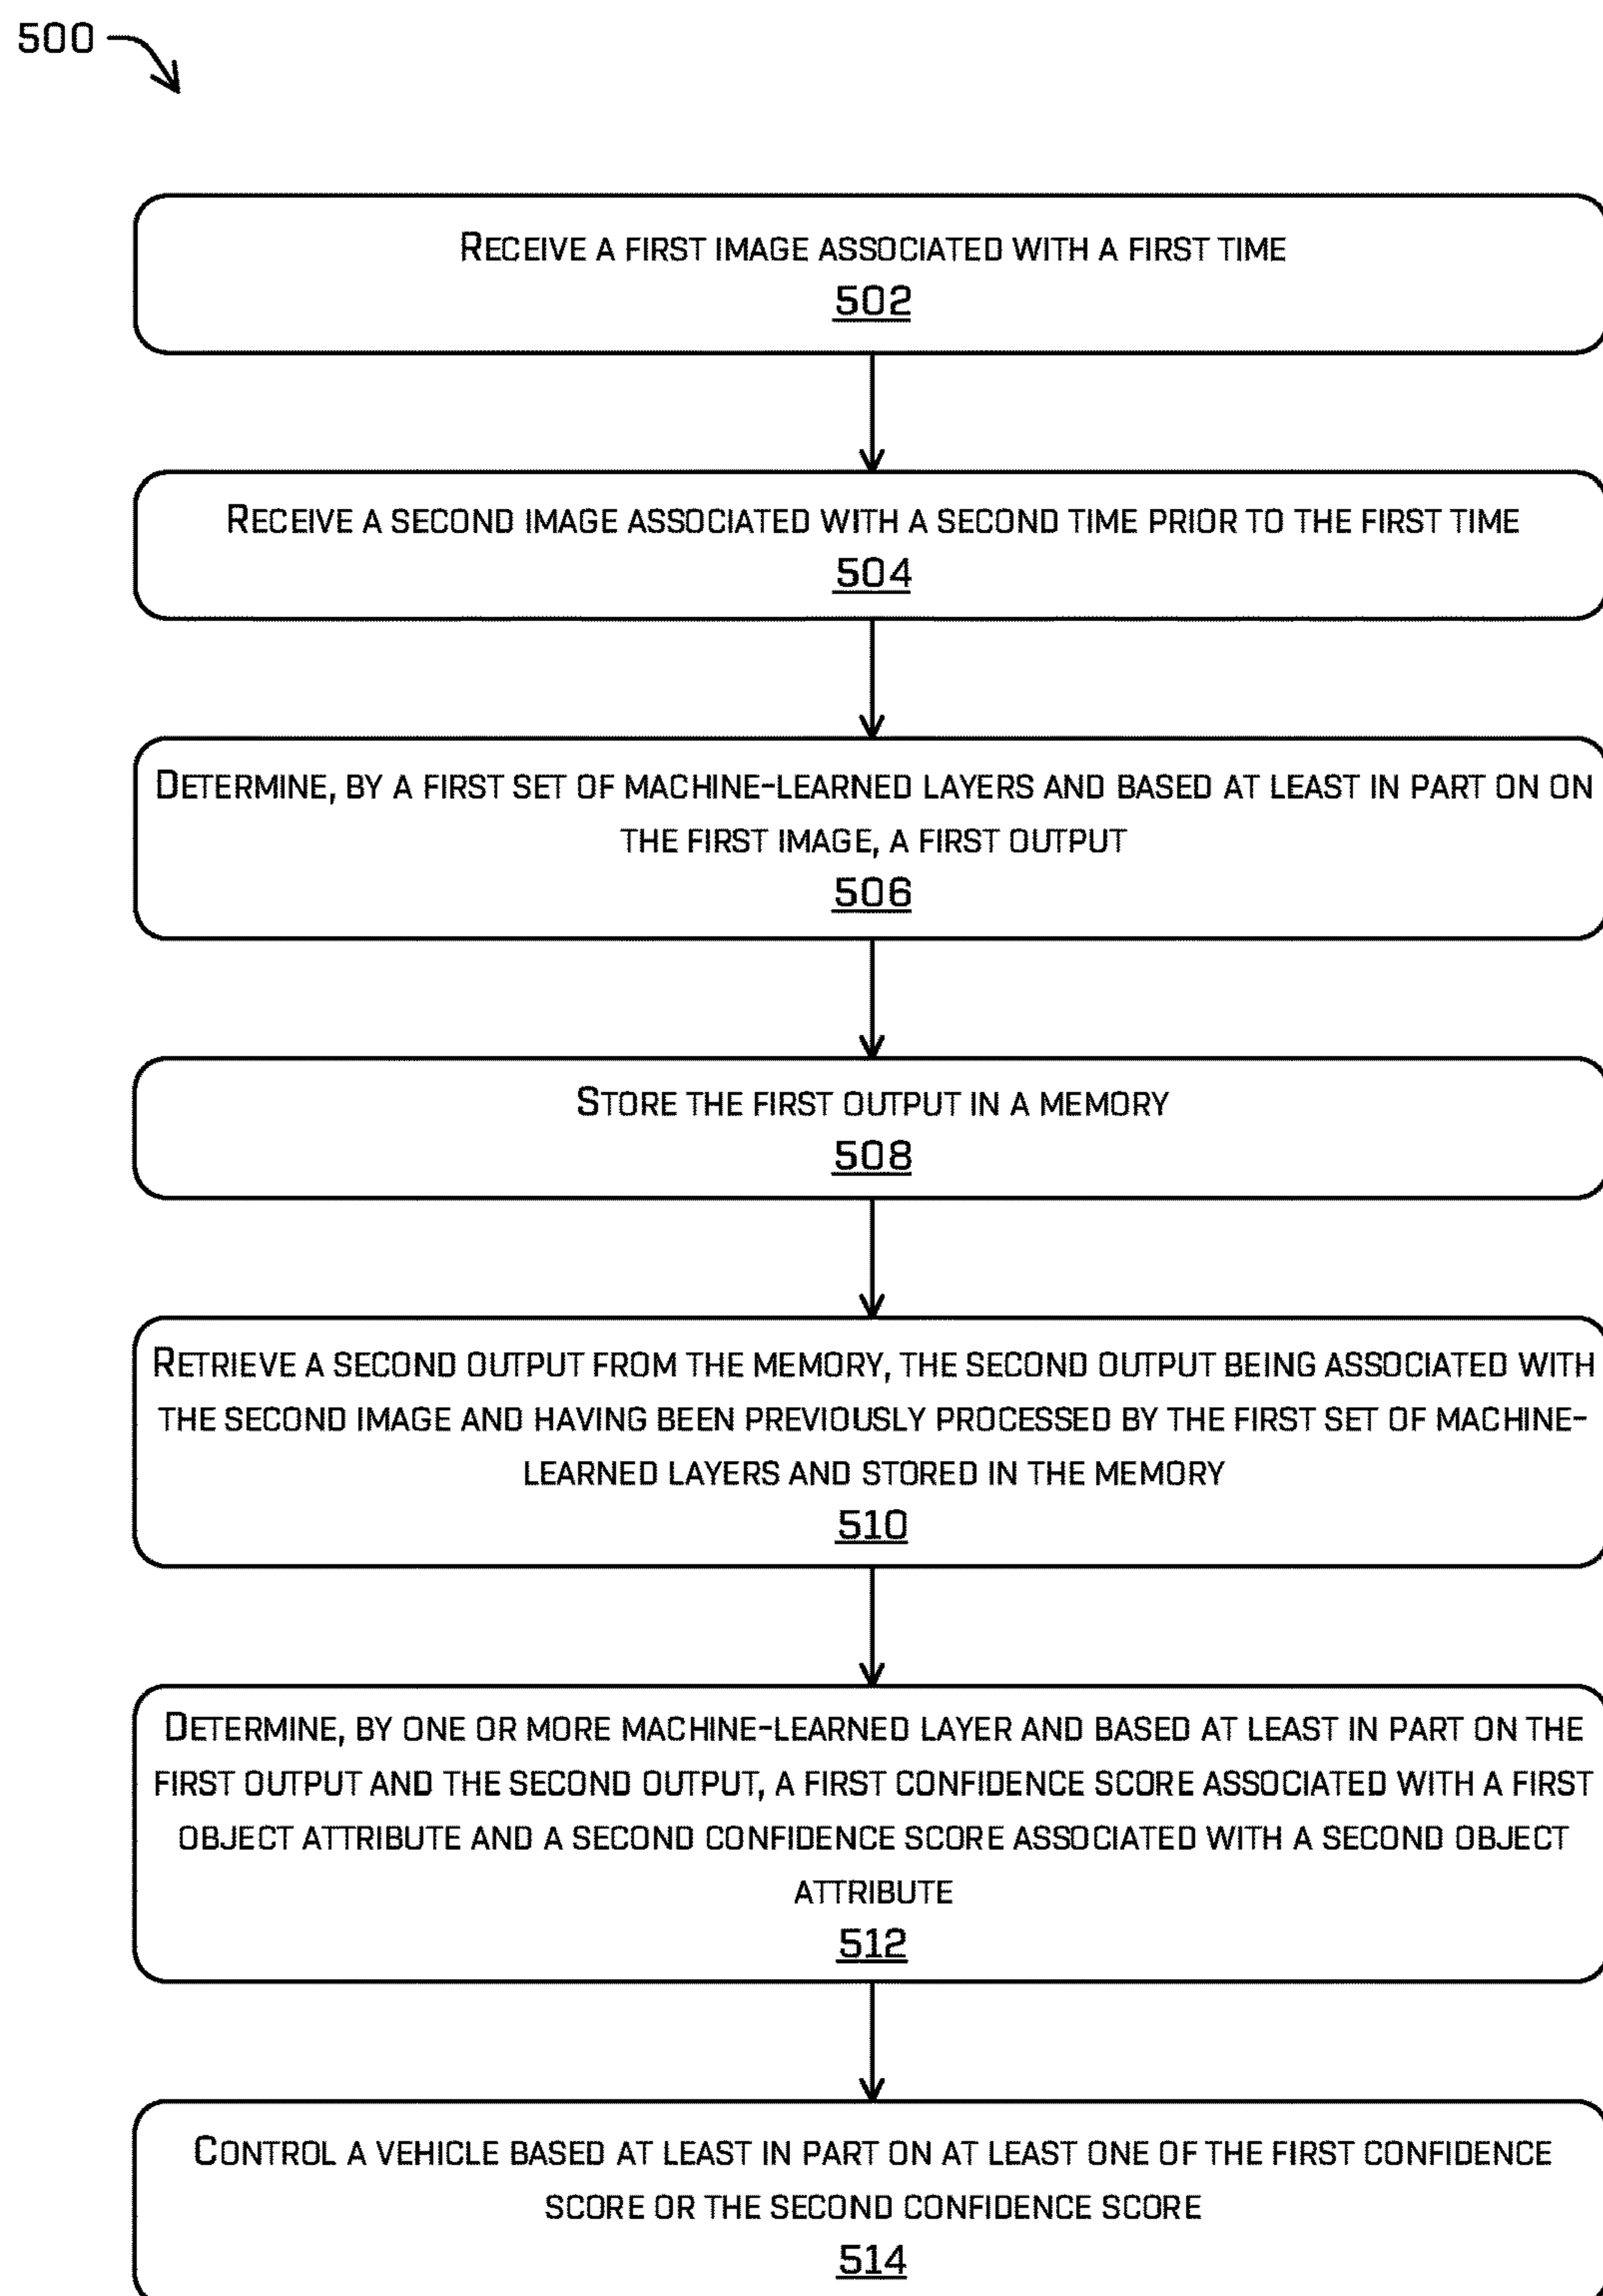 500
RECEIVE A FIRST IMAGE ASSOCIATED WITH A FIRST TIME
502
RECEIVE A SECOND IMAGE ASSOCIATED WITH A SECOND TIME PRIOR TO THE FIRST TIME
504
DETERMINE, BY A FIRST SET OF MACHINE-LEARNED LAYERS AND BASED AT LEAST IN PART ON ON
THE FIRST IMAGE, A FIRST OUTPUT
506
STORE THE FIRST OUTPUT IN A MEMORY
508
RETRIEVE A SECOND OUTPUT FROM THE MEMORY, THE SECOND OUTPUT BEING ASSOCIATED WITH
THE SECOND IMAGE AND HAVING BEEN PREVIOUSLY PROCESSED BY THE FIRST SET OF MACHINE-
LEARNED LAYERS AND STORED IN THE MEMORY
510
DETERMINE, BY ONE OR MORE MACHINE-LEARNED LAYER AND BASED AT LEAST IN PART ON THE
FIRST OUTPUT AND THE SECOND OUTPUT, A FIRST CONFIDENCE SCORE ASSOCIATED WITH A FIRST
OBJECT ATTRIBUTE AND A SECOND CONFIDENCE SCORE ASSOCIATED WITH A SECOND OBJECT
ATTRIBUTE
512
CONTROL A VEHICLE BASED AT LEAST IN PART ON AT LEAST ONE OF THE FIRST CONFIDENCE
SCORE OR THE SECOND CONFIDENCE SCORE
514